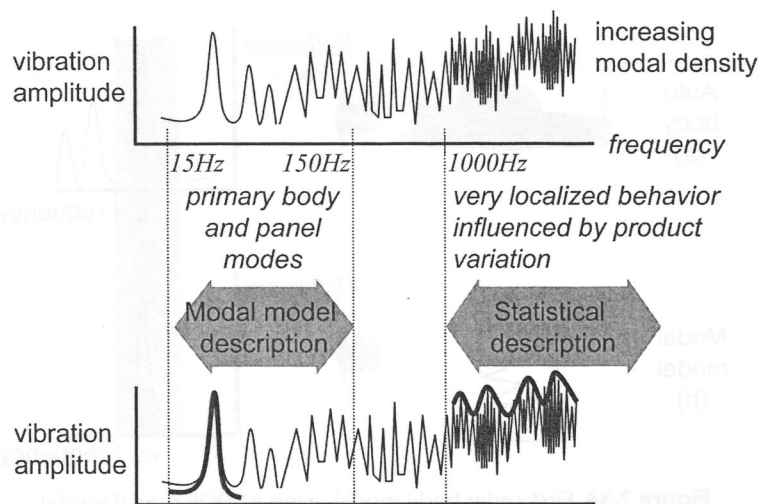 increasing
modal density
vibration
amplitude
frequency
15Hz 150Hz 1000Hz
primary body
and panel
modes
very localized behavior
influenced by product
variation
Modal model
description
Statistical
description
vibration
amplitude